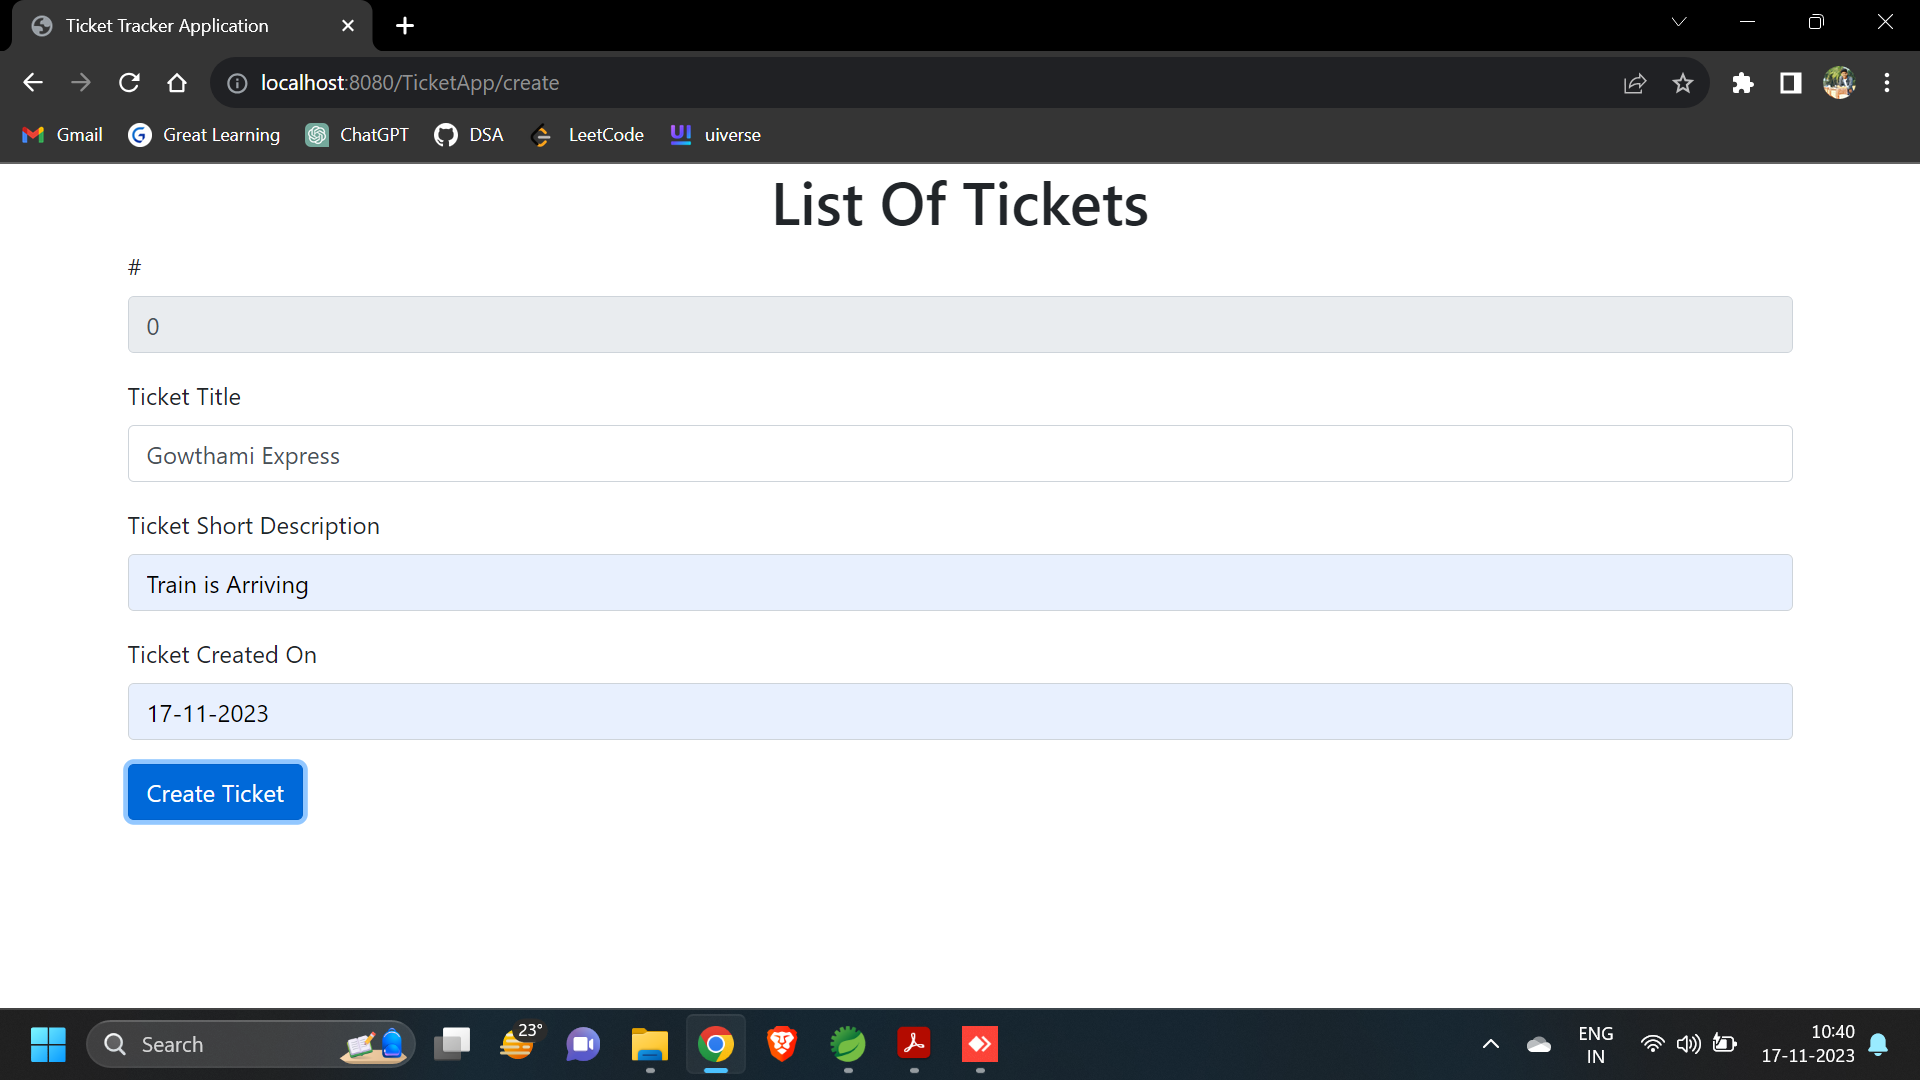 Ticket Tracker Application
localhost:8080/TicketApp/create
Gmail Great Learning ChatGPT DSA LeetCode UI uiverse
List Of Tickets
#
0
Ticket Title
Gowthami Express
Ticket Short Description
Train is Arriving
Ticket Created On
17-11-2023
Create Ticket
Search
23°
ENG
IN
10:40
17-11-2023